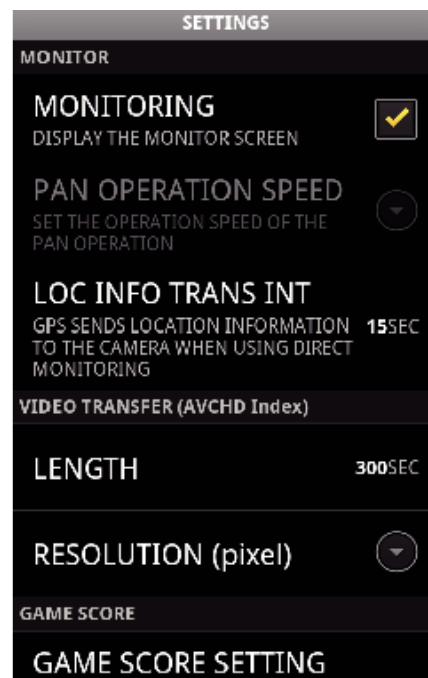 SETTINGS
MONITOR
MONITORING
DISPLAY THE MONITOR SCREEN
PAN OPERATION SPEED
SET THE OPERATION SPEED OF THE
PAN OPERATION
LOC INFO TRANS INT
GPS SENDS LOCATION INFORMATION 15SEC
TO THE CAMERA WHEN USING DIRECT
MONITORING
VIDEO TRANSFER (AVCHD Index)
LENGTH 300SEC
RESOLUTION (pixel)
GAME SCORE
GAME SCORE SETTING